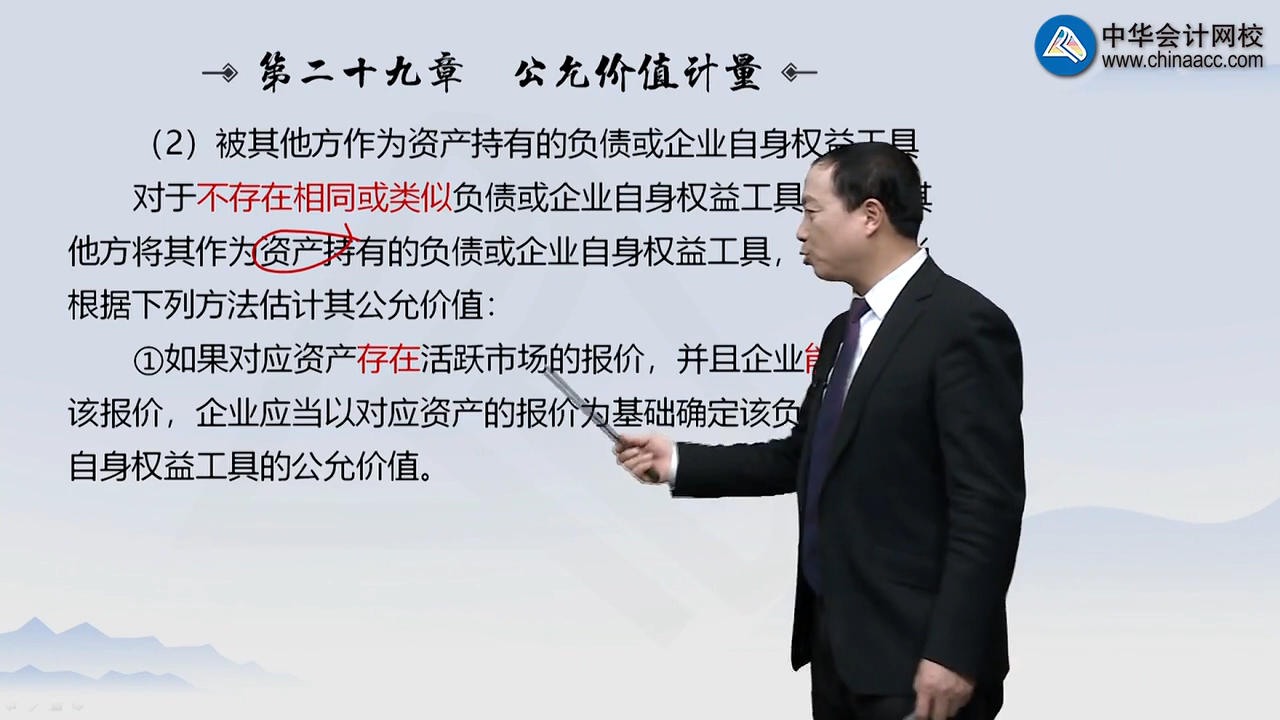 中华会计网校
www.chinaacc.com
第二十九章 公允价值计量
（2）被其他方作为资产持有的负债或企业自身权益工具
对于不存在相同或类似负债或企业自身权益工具其
他方将其作为资产持有的负债或企业自身权益工具，
根据下列方法估计其公允价值：
①如果对应资产存在活跃市场的报价，并且企业能
该报价，企业应当以对应资产的报价为基础确定该负
自身权益工具的公允价值。